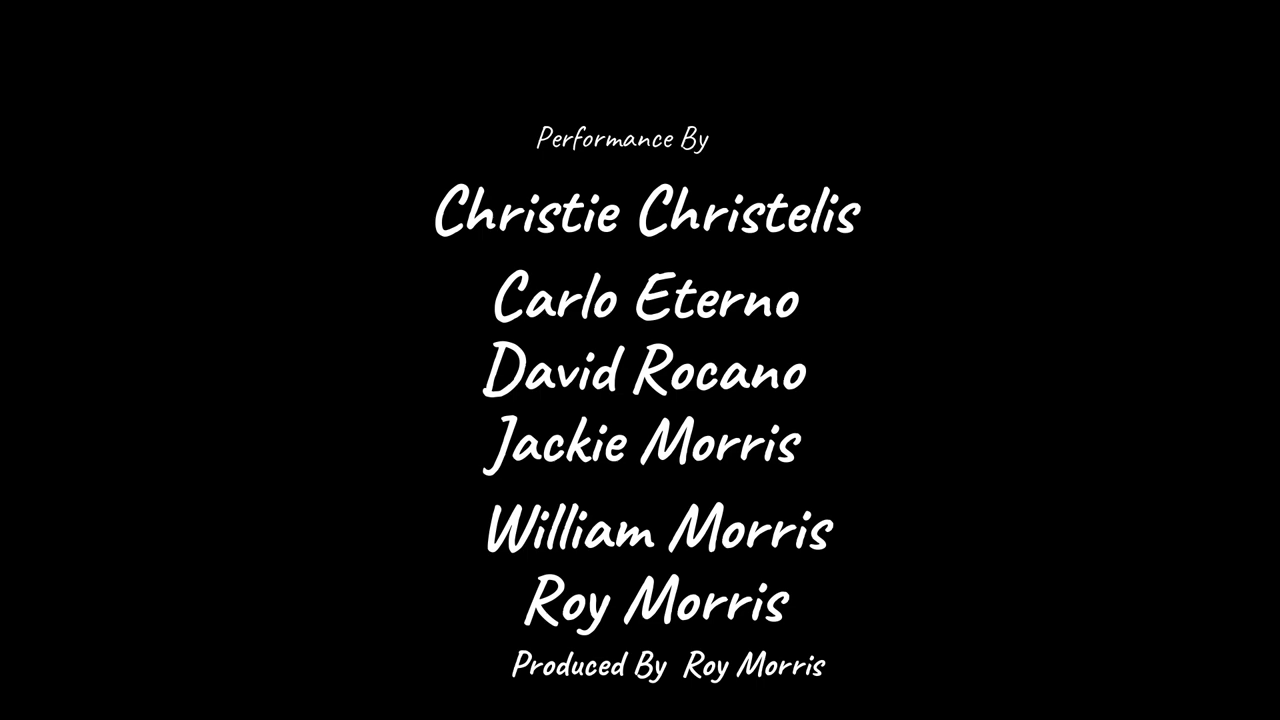 Performance By
Christie Christelis
Carlo Eterno
David Rocano
Jackie Morris
William Morris
Roy Morris
Produced By Roy Morris